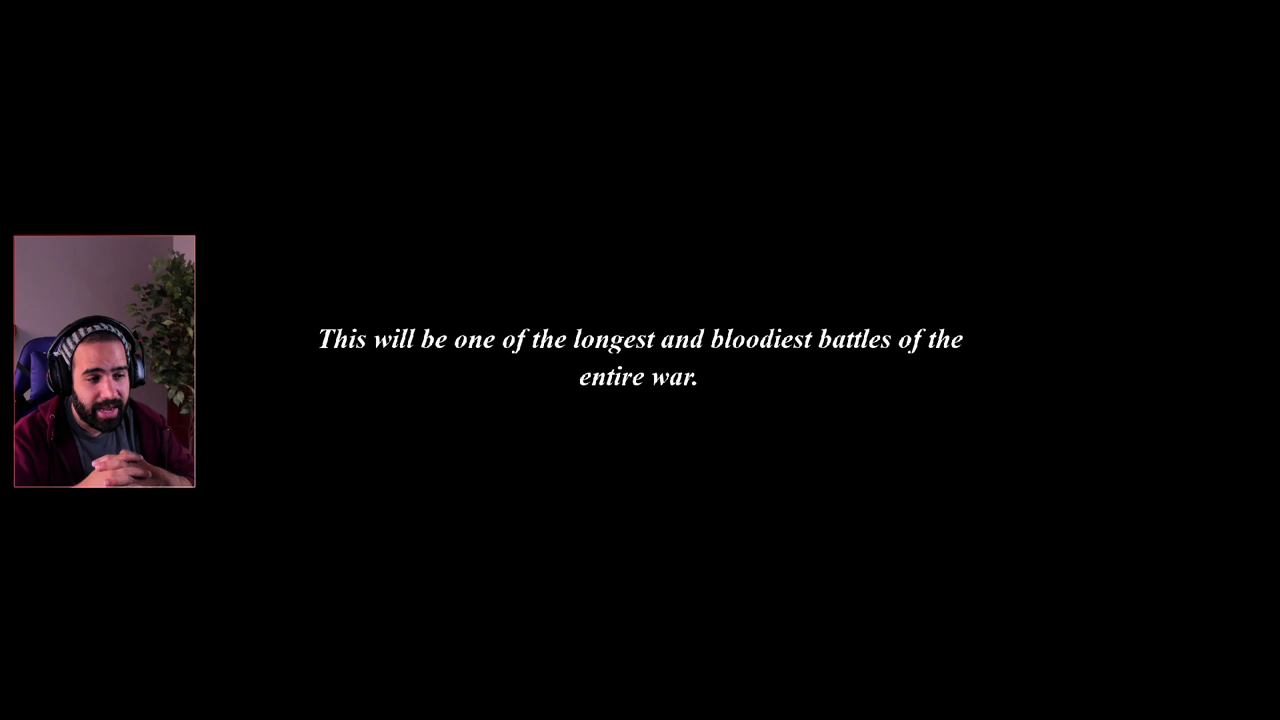 This will be one of the longest and bloodiest battles of the
entire war.